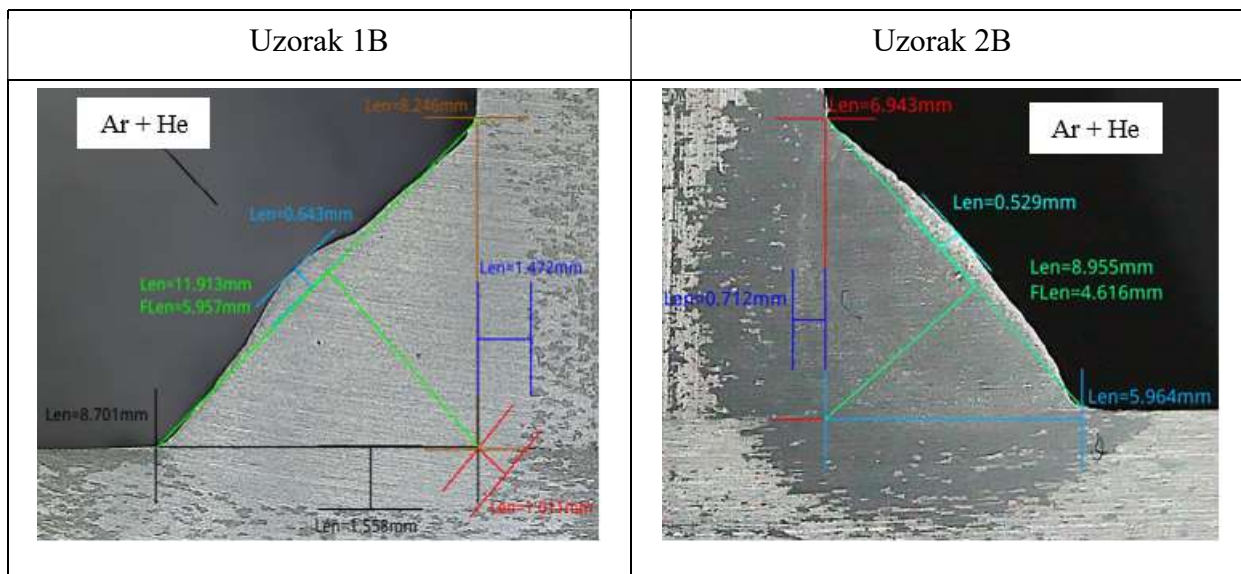 Uzorak 1B
Uzorak 2B
Ar + He
Len=8.246mm
Len=0.643mm
Len=1.472mm
Len=11.913mm
FLen=5.957mm
Len=8.701mm
Len=1.558mm
Len=1.011mm
Len=6.943mm
Ar + He
Len=0.529mm
Len=8.955mm
FLen=4.616mm
Len=0.712mm
Len=5.964mm